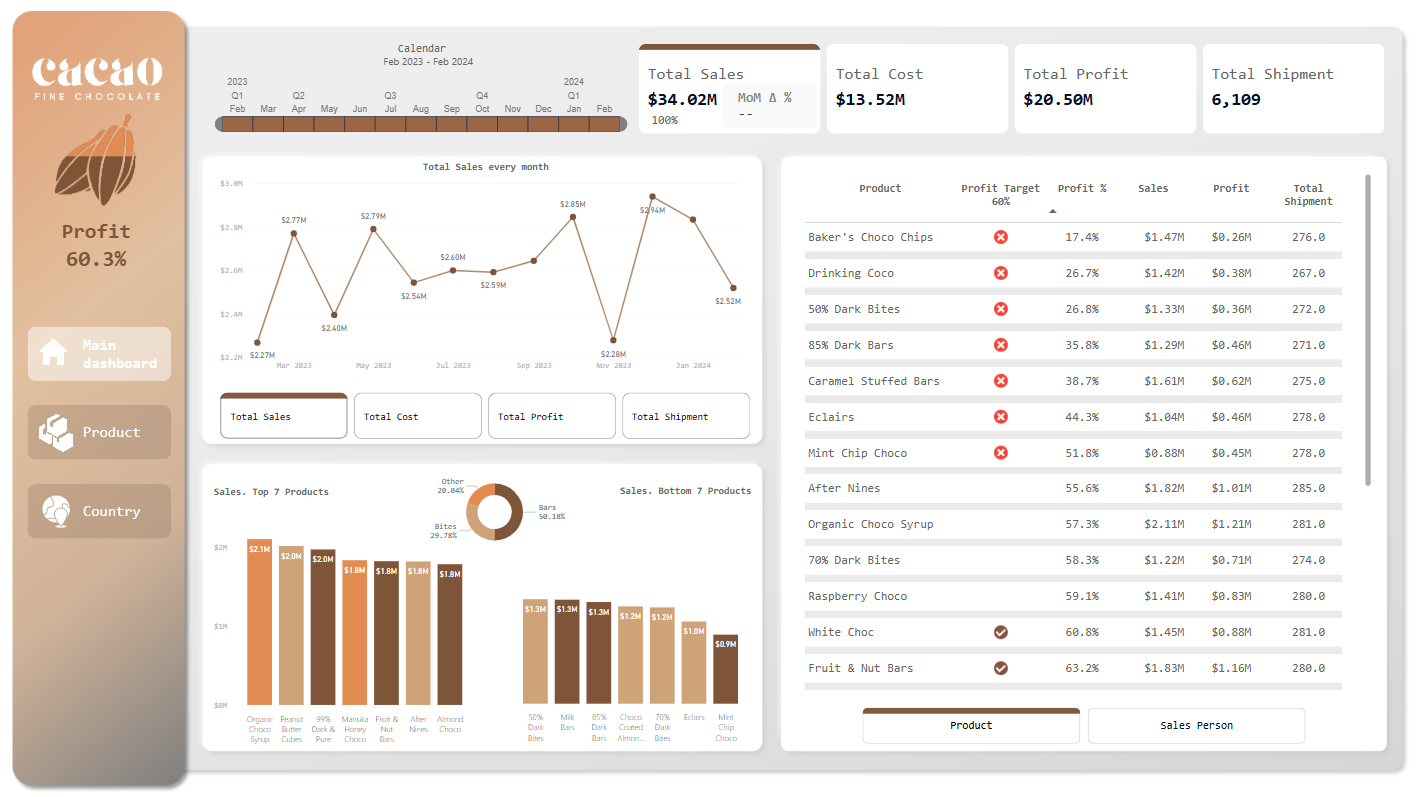 cacao
FINE CHOCOLATE
Profit
60.3%
Main
dashboard
Product
Country
Calendar
Feb 2023 - Feb 2024
2023 2024
Q1 Q2 Q3 Q4 Q1
Feb Mar Apr May Jun Jul Aug Sep Oct Nov Dec Jan Feb
Total Sales
$34.02M
100%
MoM Δ %
--
Total Cost
$13.52M
Total Profit
$20.50M
Total Shipment
6,109
Total Sales every month
$3.0M
$2.8M
$2.6M
$2.4M
$2.2M
$2.27M
$2.77M
$2.40M
$2.79M
$2.54M
$2.60M
$2.59M
$2.85M
$2.28M
$2.94M
$2.52M
Mar 2023 May 2023 Jul 2023 Sep 2023 Nov 2023 Jan 2024
Total Sales Total Cost Total Profit Total Shipment
Sales. Top 7 Products
Other
20.04%
Bites
29.78%
Bars
50.18%
Sales. Bottom 7 Products
$2M
$1M
$0M
$2.1M $2.0M $2.0M $1.8M $1.8M $1.8M $1.8M
Organic Choco Syrup
Peanut Butter Cubes
99% Dark & Pure
Manuka Honey Choco
Fruit & Nut Bars
After Nines
Almond Choco
$1.3M $1.3M $1.3M $1.2M $1.2M $1.0M $0.9M
50% Dark Bites
Milk Bars
85% Dark Bars
Choco Coated Almon...
70% Dark Bites
Eclairs
Mint Chip Choco
Product Profit Target 60% Profit % Sales Profit Total Shipment
Baker's Choco Chips 17.4% $1.47M $0.26M 276.0
Drinking Coco 26.7% $1.42M $0.38M 267.0
50% Dark Bites 26.8% $1.33M $0.36M 272.0
85% Dark Bars 35.8% $1.29M $0.46M 271.0
Caramel Stuffed Bars 38.7% $1.61M $0.62M 275.0
Eclairs 44.3% $1.04M $0.46M 278.0
Mint Chip Choco 51.8% $0.88M $0.45M 278.0
After Nines 55.6% $1.82M $1.01M 285.0
Organic Choco Syrup 57.3% $2.11M $1.21M 281.0
70% Dark Bites 58.3% $1.22M $0.71M 274.0
Raspberry Choco 59.1% $1.41M $0.83M 280.0
White Choc 60.8% $1.45M $0.88M 281.0
Fruit & Nut Bars 63.2% $1.83M $1.16M 280.0
Product Sales Person